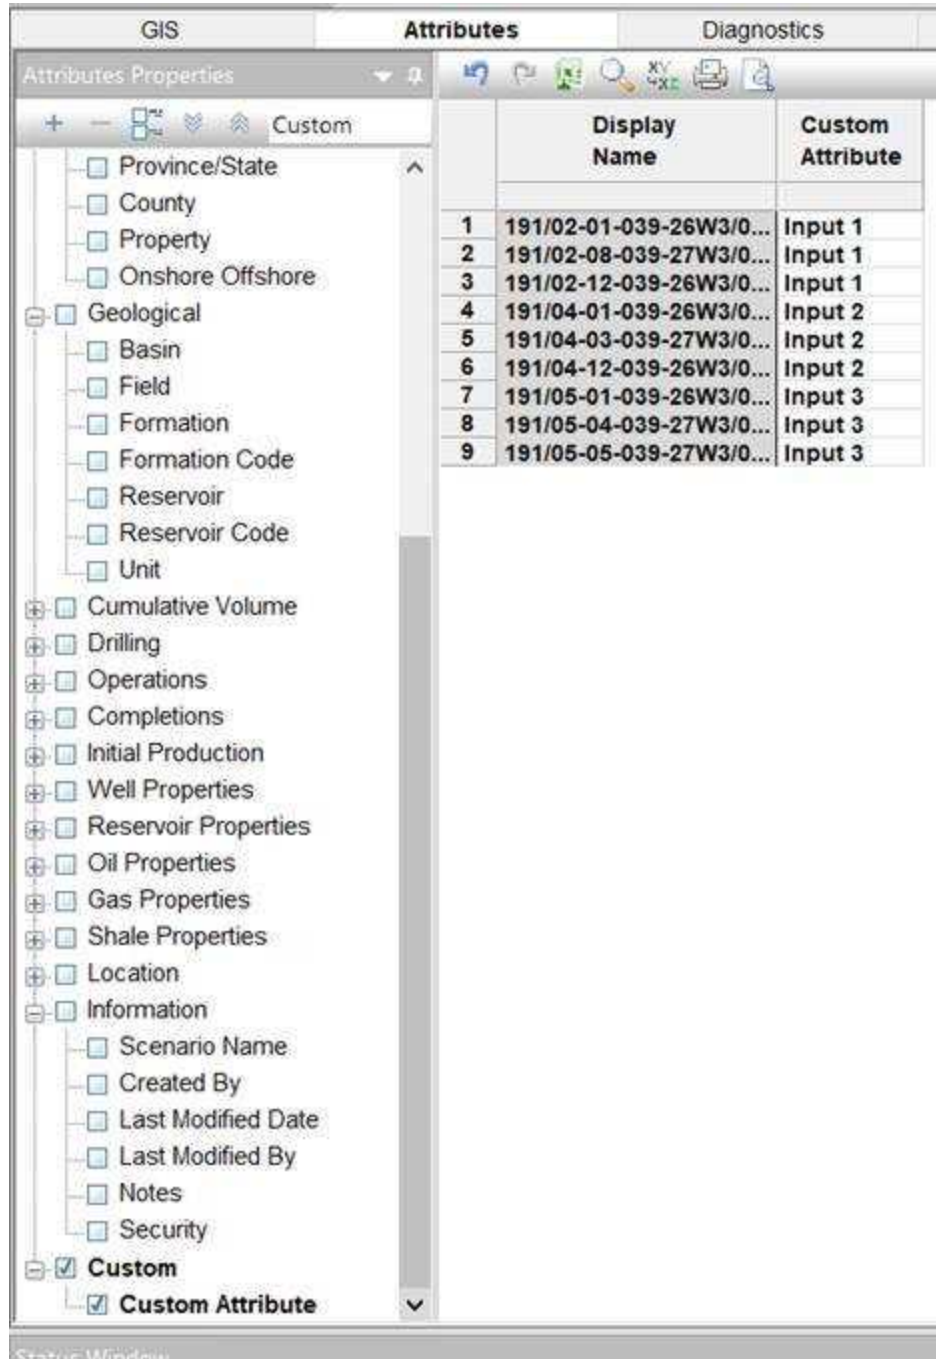 GIS
Attributes
Diagnostics
Attributes Properties
Custom
Province/State
County
Property
Onshore Offshore
Geological
Basin
Field
Formation
Formation Code
Reservoir
Reservoir Code
Unit
Cumulative Volume
Drilling
Operations
Completions
Initial Production
Well Properties
Reservoir Properties
Oil Properties
Gas Properties
Shale Properties
Location
Information
Scenario Name
Created By
Last Modified Date
Last Modified By
Notes
Security
Custom
Custom Attribute
Display Name Custom Attribute
1 191/02-01-039-26W3/0... Input 1
2 191/02-08-039-27W3/0... Input 1
3 191/02-12-039-26W3/0... Input 1
4 191/04-01-039-26W3/0... Input 2
5 191/04-03-039-27W3/0... Input 2
6 191/04-12-039-26W3/0... Input 2
7 191/05-01-039-26W3/0... Input 3
8 191/05-04-039-27W3/0... Input 3
9 191/05-05-039-27W3/0... Input 3
Status Window